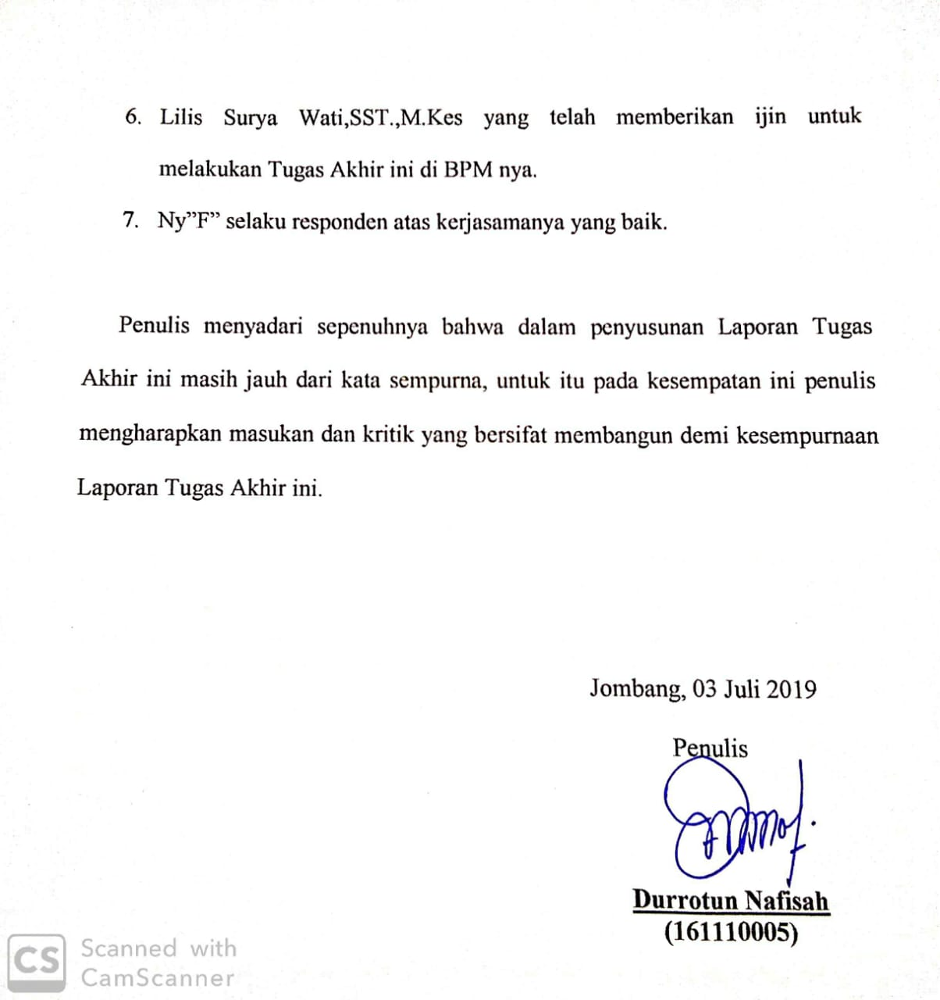 6. Lilis Surya Wati,SST.,M.Kes yang telah memberikan ijin untuk
melakukan Tugas Akhir ini di BPM nya.
7. Ny”F” selaku responden atas kerjasamanya yang baik.
Penulis menyadari sepenuhnya bahwa dalam penyusunan Laporan Tugas
Akhir ini masih jauh dari kata sempurna, untuk itu pada kesempatan ini penulis
mengharapkan masukan dan kritik yang bersifat membangun demi kesempurnaan
Laporan Tugas Akhir ini.
Jombang, 03 Juli 2019
Penulis
Durrotun Nafisah
(161110005)
CS
Scanned with
CamScanner